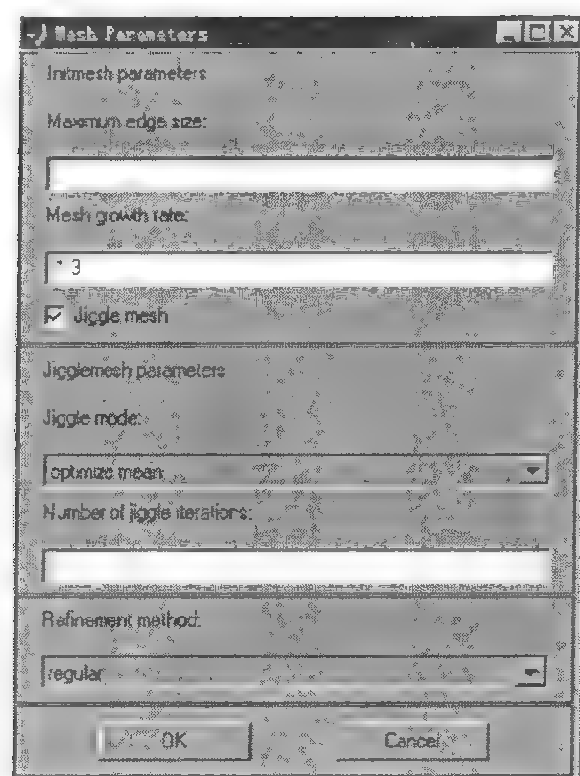 Mesh Parameters
Initmesh parameters
Maximum edge size:
Mesh growth rate:
1.3
Jiggle mesh
Jigglemesh parameters
Jiggle mode:
optimize mean
Number of jiggle iterations:
Refinement method:
regular
OK
Cancel